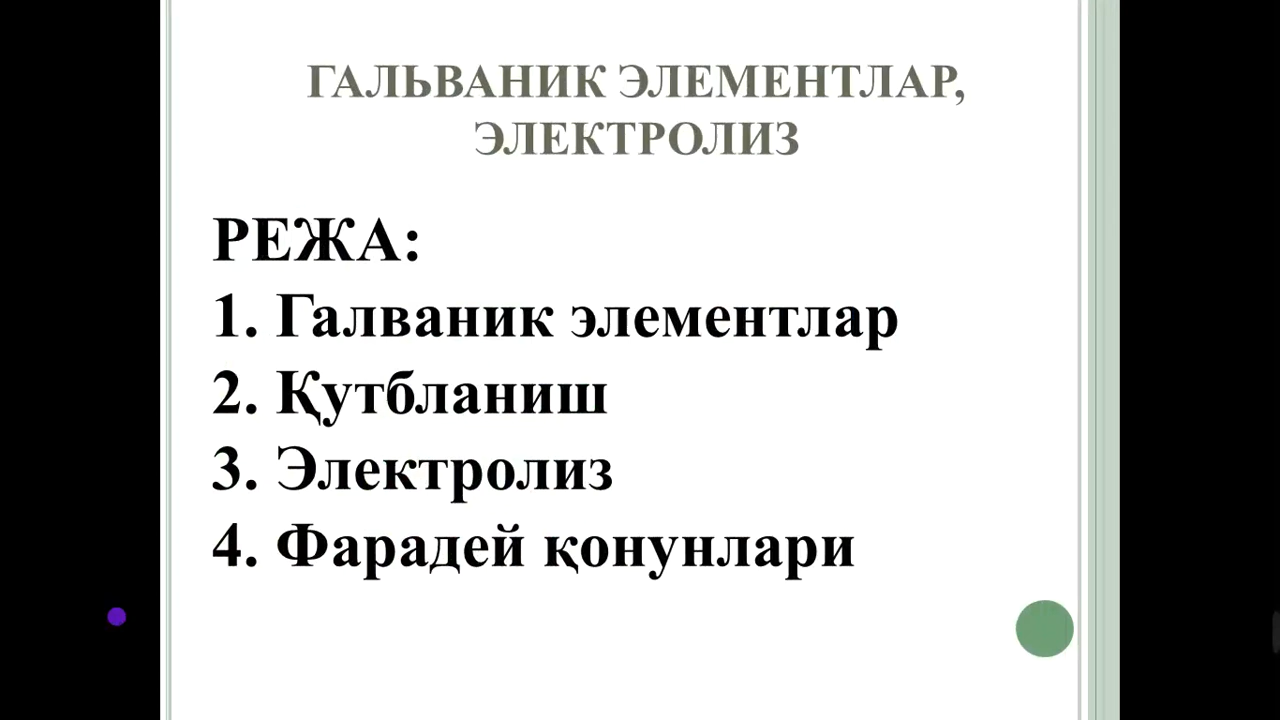 ГАЛЬВАНИК ЭЛЕМЕНТЛАР,
ЭЛЕКТРОЛИЗ
РЕЖА:
1. Галваник элементлар
2. Қутбланиш
3. Электролиз
4. Фарадей қонунлари